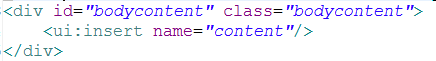 <div id="bodycontent" class="bodycontent">
<ui:insert name="content"/>
</div>